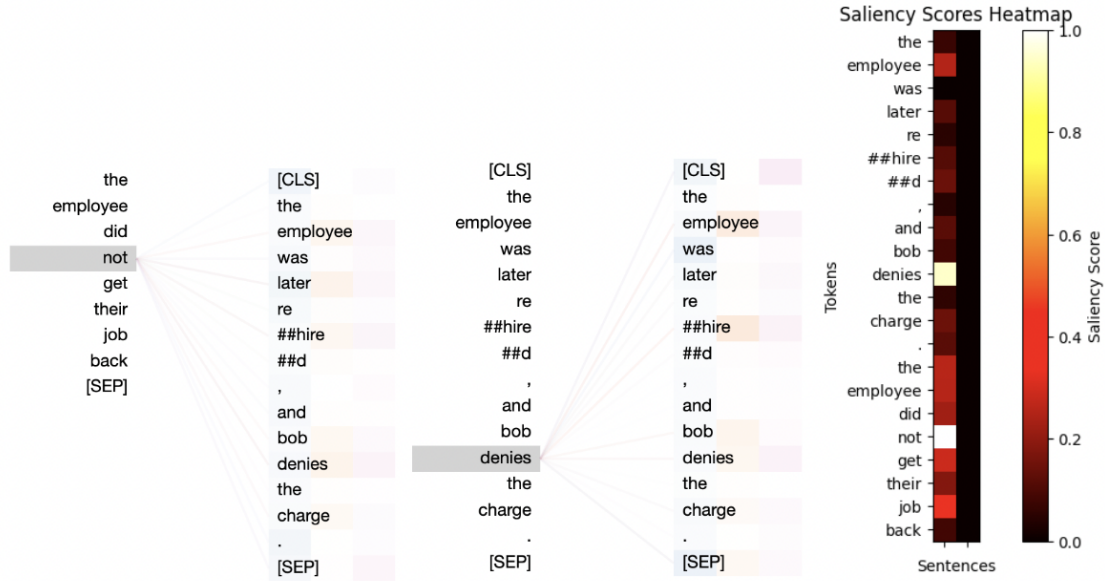 the
employee
did
not
get
their
job
back
[SEP]
[CLS]
the
employee
was
later
re
##hire
##d
,
and
bob
denies
the
charge
.
[SEP]
[CLS]
the
employee
was
later
re
##hire
##d
,
and
bob
denies
the
charge
.
[SEP]
[CLS]
the
employee
was
later
re
##hire
##d
,
and
bob
denies
the
charge
.
[SEP]
Saliency Scores Heatmap
Tokens
the
employee
was
later
re
##hire
##d
,
and
bob
denies
the
charge
.
the
employee
did
not
get
their
job
back
Sentences
1.0
0.8
0.6
0.4
0.2
0.0
Saliency Score